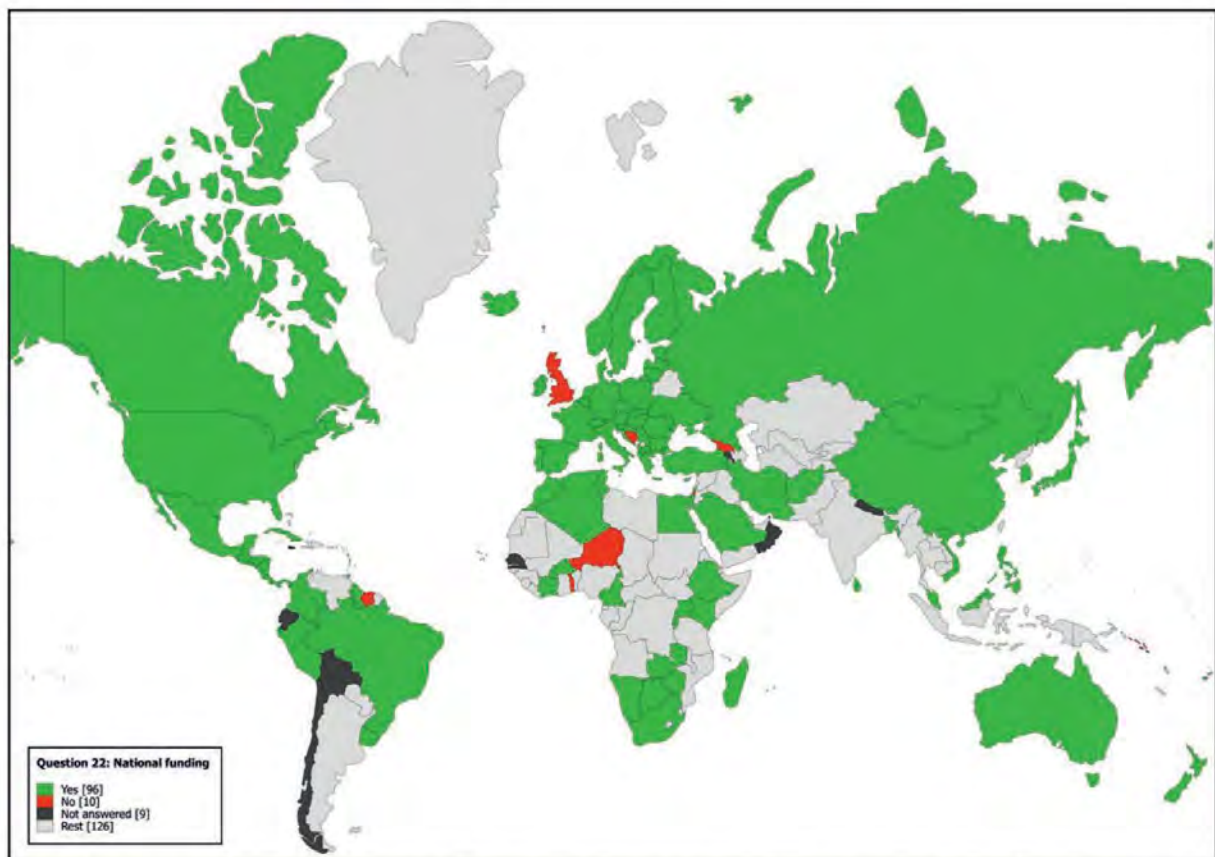 Question 22: National funding
Yes [96]
No [10]
Not answered [9]
Rest [126]